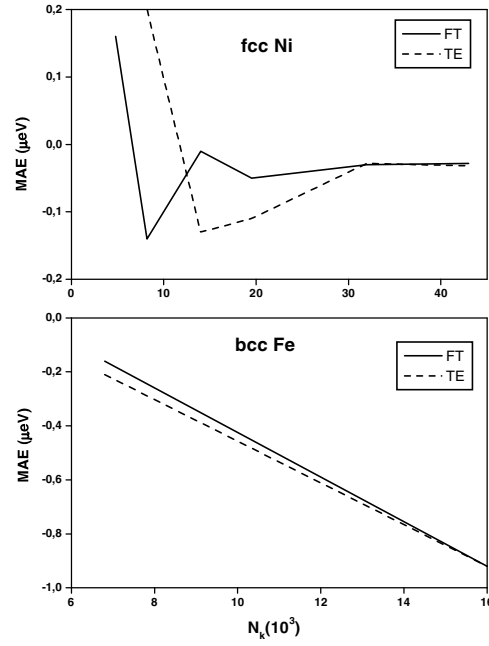 0,2
fcc Ni
FT
TE
0,1
MAE (μeV)
0,0
-0,1
-0,2
0 10 20 30 40
0,0
bcc Fe
FT
TE
-0,2
MAE (μeV)
-0,4
-0,6
-0,8
-1,0
6 8 10 12 14 16
N_k(10^3)